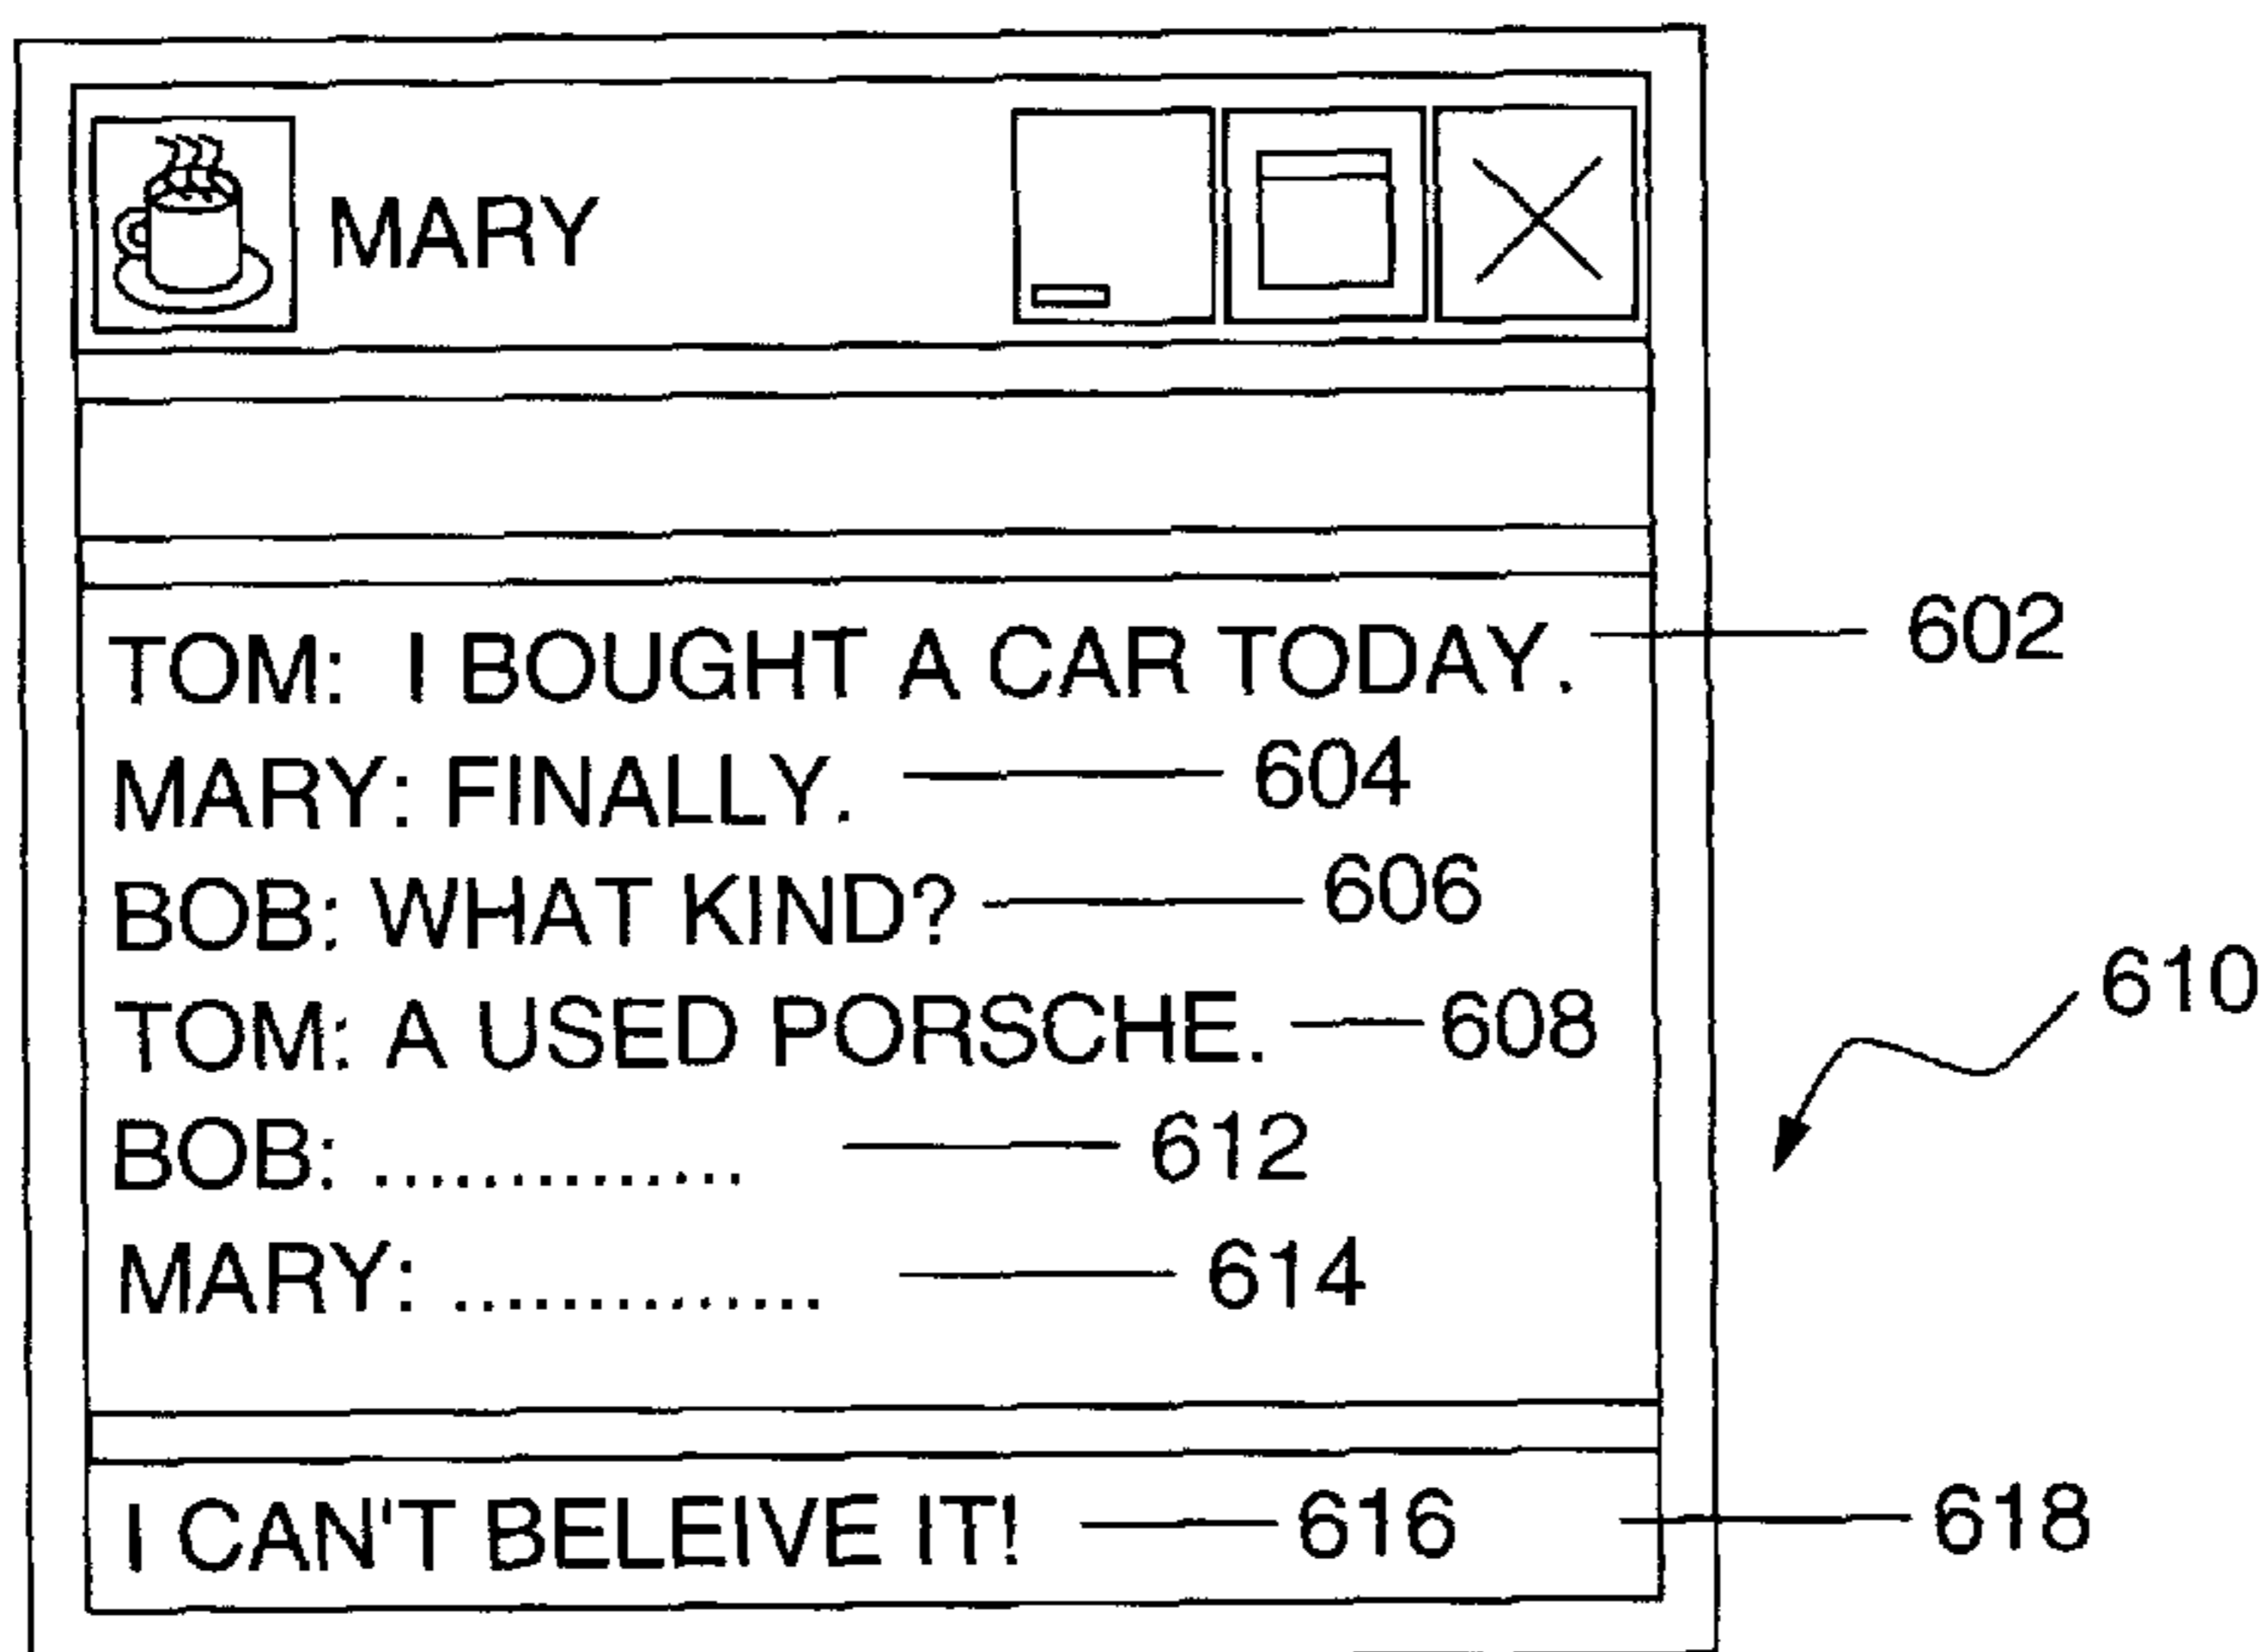 MARY
TOM: I BOUGHT A CAR TODAY. 602
MARY: FINALLY. 604
BOB: WHAT KIND? 606
TOM: A USED PORSCHE. 608
610
BOB: .............. 612
MARY: .............. 614
I CAN'T BELEIVE IT! 616 618